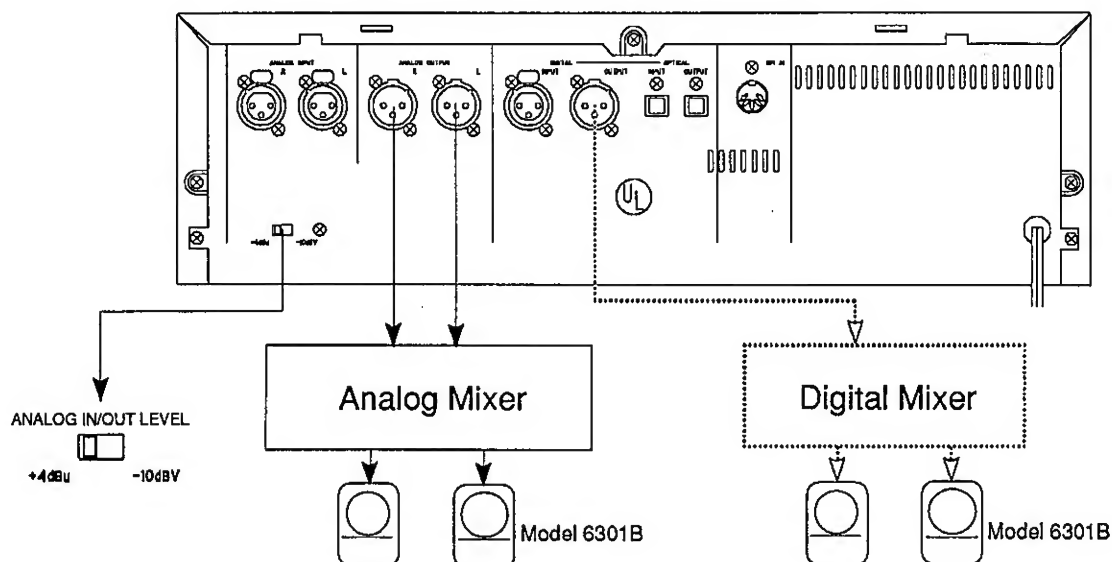 ANALOG INPUT
R L
ANALOG OUTPUT
R L
DIGITAL OPTICAL
INPUT OUTPUT INPUT OUTPUT
UL
+4dBu -10dBV
Analog Mixer
Digital Mixer
ANALOG IN/OUT LEVEL
+4dBu -10dBV
Model 6301B
Model 6301B